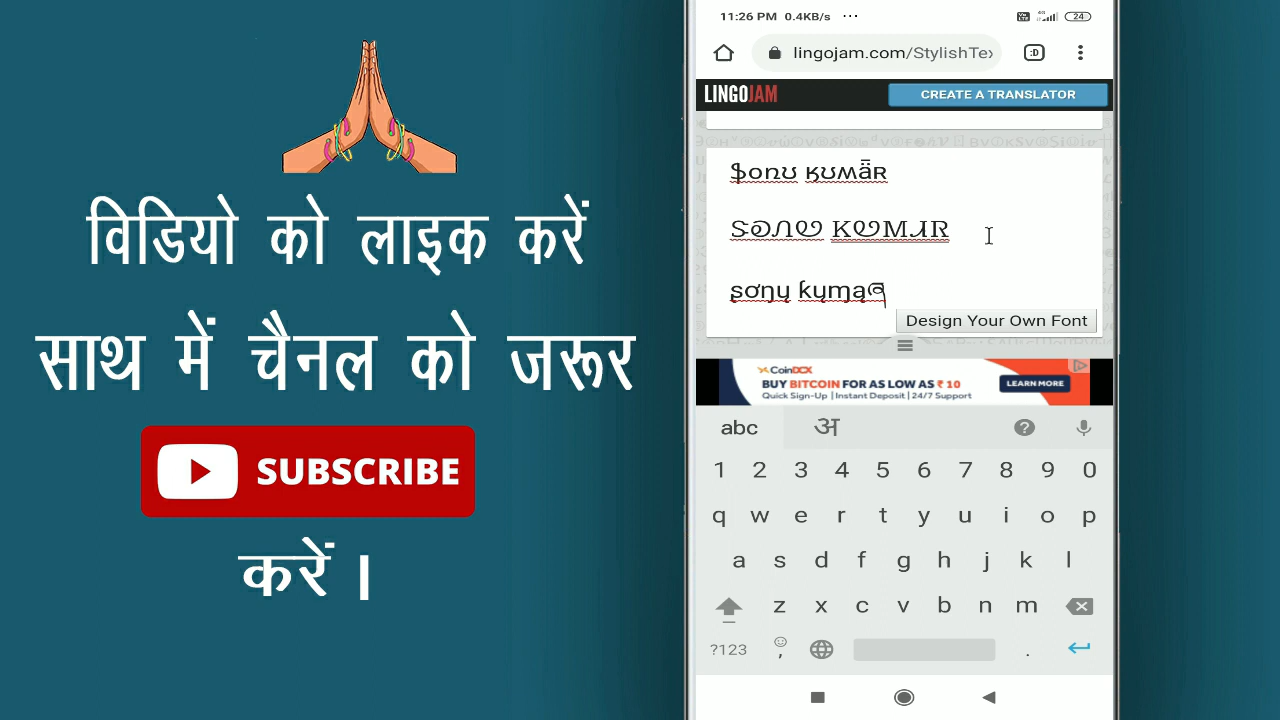 विडियो को लाइक करें
साथ में चैनल को जरूर
SUBSCRIBE
करें ।
11:26 PM 0.4KB/s ...
24
lingojam.com/StylishTex
:D
LINGOJAM
CREATE A TRANSLATOR
Design Your Own Font
CoinDCX
BUY BITCOIN FOR AS LOW AS ₹ 10
Quick Sign-Up | Instant Deposit | 24/7 Support
LEARN MORE
abc अ
1 2 3 4 5 6 7 8 9 0
q w e r t y u i o p
a s d f g h j k l
z x c v b n m
?123 , .